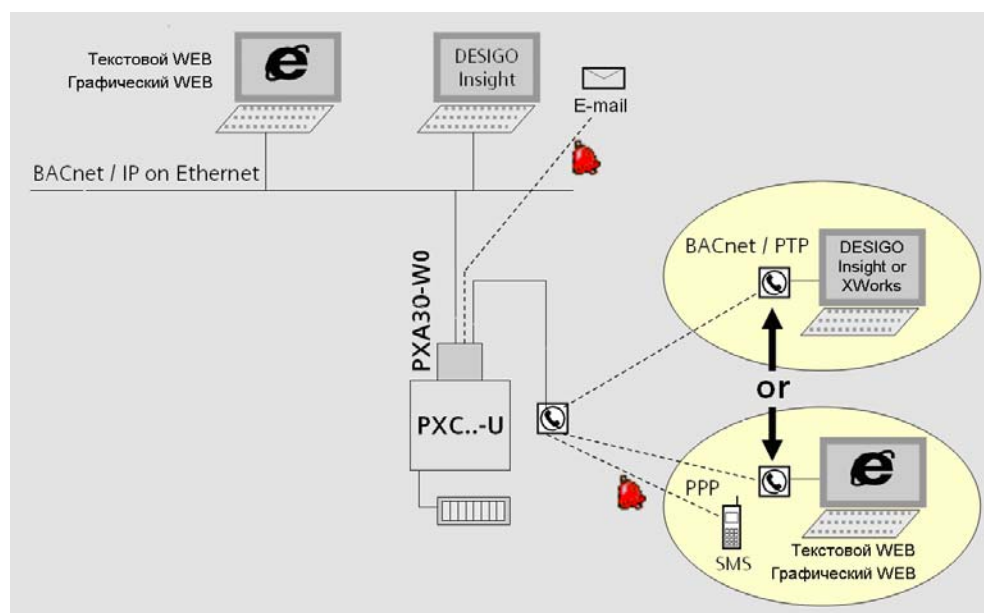 Текстовой WEB
Графический WEB
e
DESIGO
Insight
E-mail
BACnet / IP on Ethernet
PXA30-W0
PXC..-U
BACnet / PTP
DESIGO
Insight or
XWorks
or
PPP
e
SMS
Текстовой WEB
Графический WEB